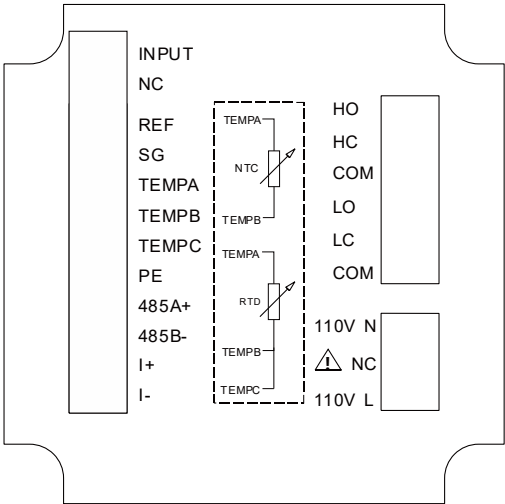 INPUT
NC
REF
SG
TEMPA
TEMPB
TEMPC
PE
485A+
485B-
I+
I-
TEMPA
NTC
TEMPB
TEMPA
RTD
TEMPB
TEMPC
HO
HC
COM
LO
LC
COM
110V N
NC
110V L